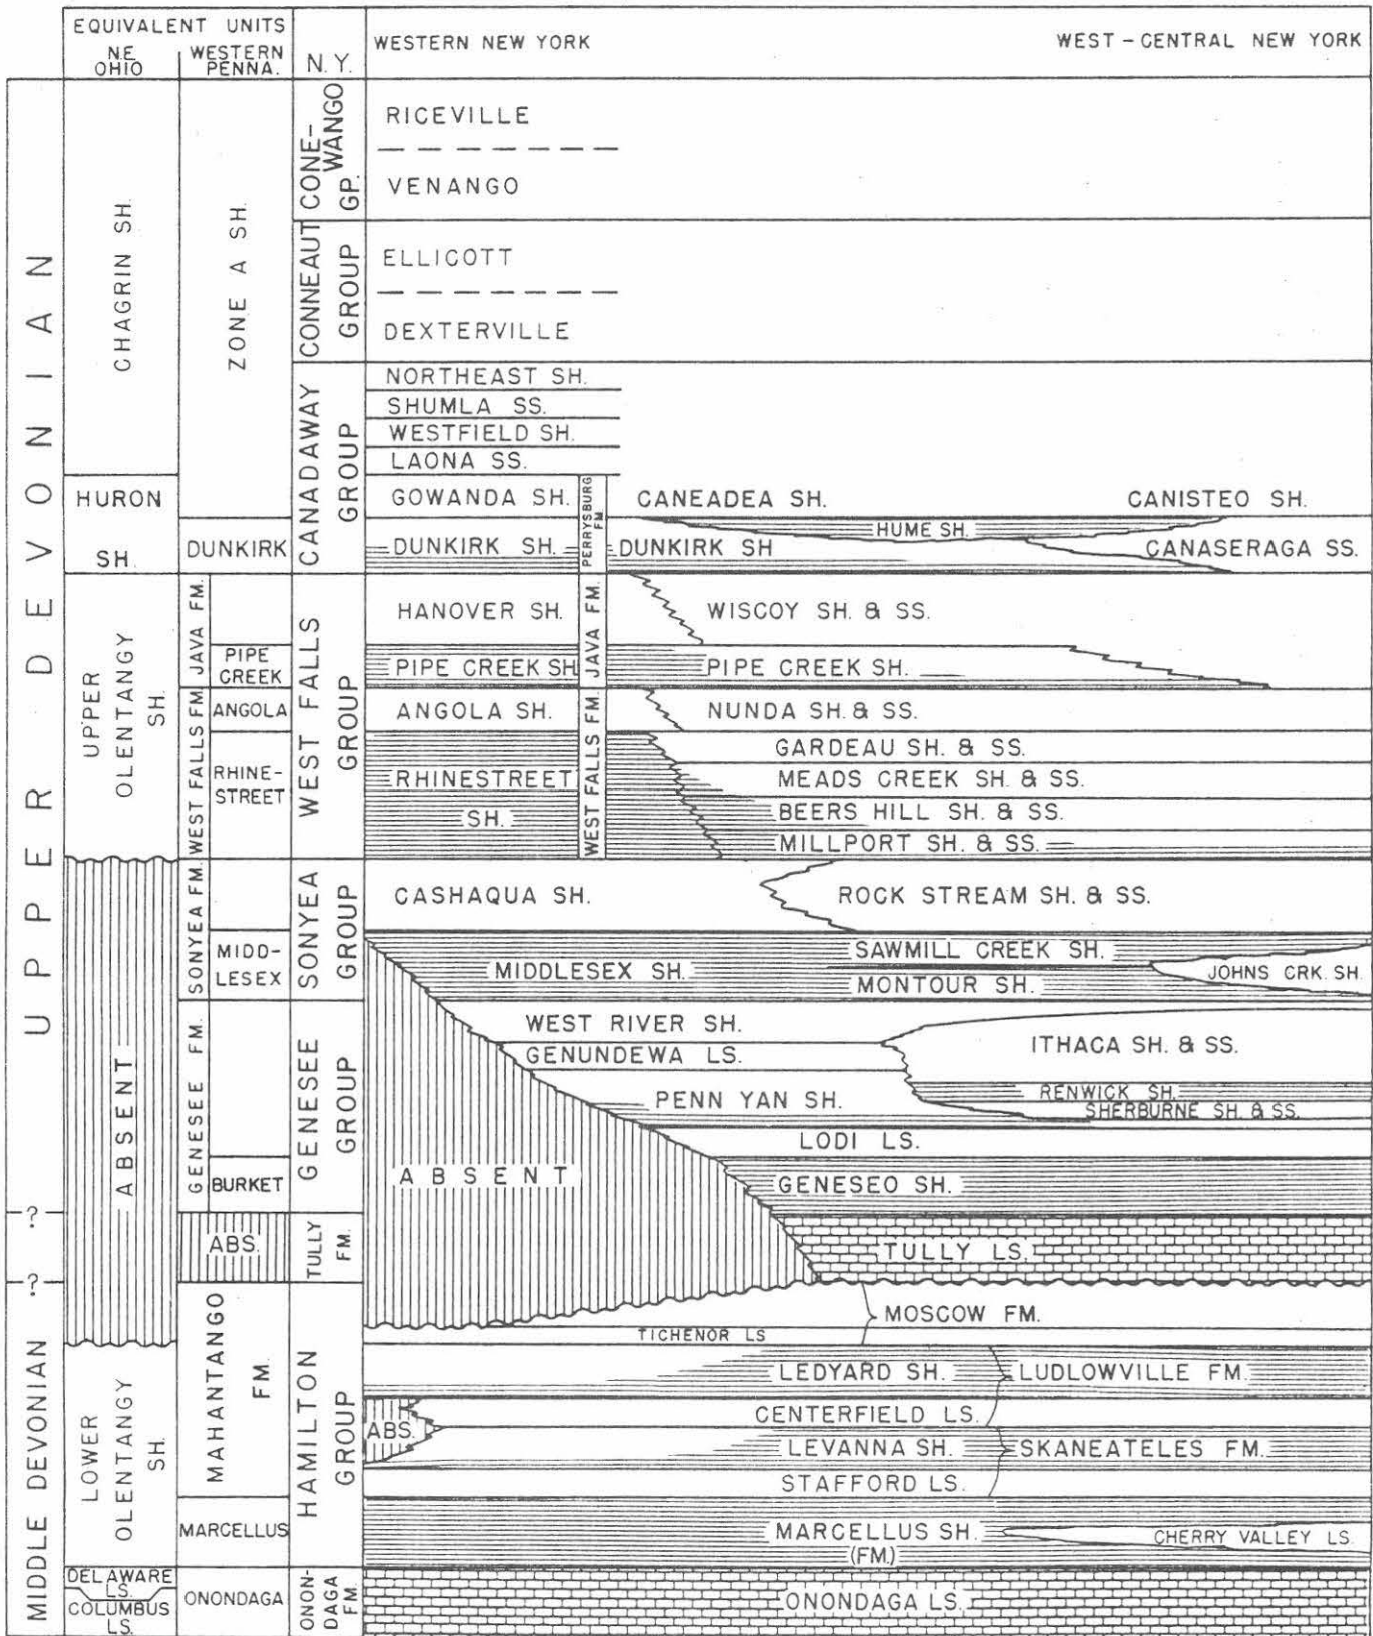 EQUIVALENT UNITS
N.E. OHIO
WESTERN PENNA.
N.Y.
WESTERN NEW YORK
WEST-CENTRAL NEW YORK
UPPER DEVONIAN
MIDDLE DEVONIAN
.?
.?
CHAGRIN SH.
HURON
SH.
UPPER
OLENTANGY
SH.
ABSENT
LOWER
OLENTANGY
SH.
DELAWARE
LS.
COLUMBUS
LS.
ZONE A SH.
DUNKIRK
JAVA FM.
PIPE
CREEK
WEST FALLS FM.
ANGOLA
RHINE-
STREET
SONYEA FM.
MIDD-
LESEX
GENESEE FM.
BURKET
ABS.
MAHANTANGO
FM.
MARCELLUS
ONONDAGA
CONE-
WANGO
GP.
CONNEAUT
GROUP
CANADAWAY
GROUP
WEST FALLS
GROUP
SONYEA
GROUP
GENESEE
GROUP
TULLY
FM.
HAMILTON
GROUP
ONON-
DAGA
FM.
RICEVILLE
VENANGO
ELLICOTT
DEXTERVILLE
NORTHEAST SH.
SHUMLA SS.
WESTFIELD SH.
LAONA SS.
GOWANDA SH.
PERRYSBURG
FM
CANEADEA SH.
CANISTEO SH.
HUME SH.
DUNKIRK SH.
DUNKIRK SH
CANASERAGA SS.
HANOVER SH.
JAVA FM.
WISCOY SH. & SS.
PIPE CREEK SH
PIPE CREEK SH.
ANGOLA SH.
WEST FALLS FM.
NUNDA SH. & SS.
GARDEAU SH. & SS.
RHINESTREET
SH.
MEADS CREEK SH. & SS.
BEERS HILL SH. & SS.
MILLPORT SH. & SS.
CASHAQUA SH.
ROCK STREAM SH. & SS.
SAWMILL CREEK SH.
MIDDLESEX SH.
JOHNS CRK. SH.
MONTOUR SH.
WEST RIVER SH.
ITHACA SH. & SS.
GENUNDEWA LS.
RENWICK SH.
PENN YAN SH.
SHERBURNE SH. & SS.
LODI LS.
ABSENT
GENESEO SH.
TULLY LS.
MOSCOW FM.
TICHENOR LS
LEDYARD SH.
LUDLOWVILLE FM.
CENTERFIELD LS.
ABS.
LEVANNA SH.
SKANEATELES FM.
STAFFORD LS.
MARCELLUS SH.
(FM.)
CHERRY VALLEY LS.
ONONDAGA LS.